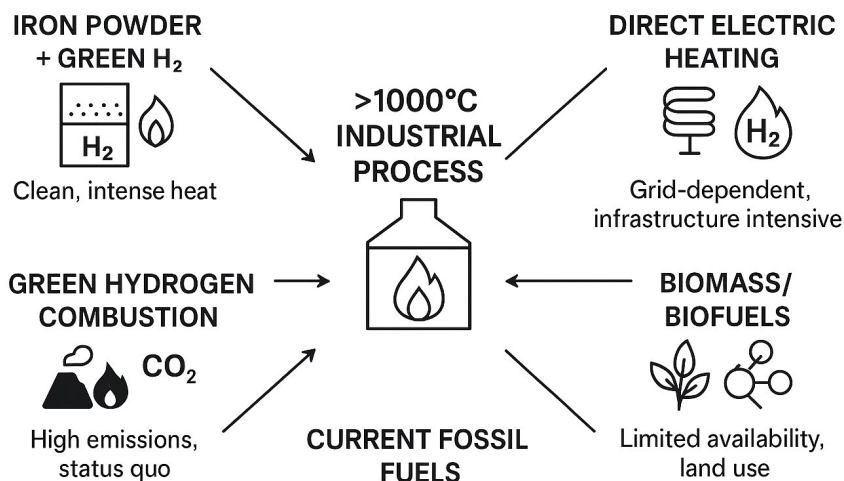 IRON POWDER
+ GREEN H₂
H₂
Clean, intense heat
>1000°C
INDUSTRIAL
PROCESS
DIRECT ELECTRIC
HEATING
H₂
Grid-dependent,
infrastructure intensive
GREEN HYDROGEN
COMBUSTION
CO₂
High emissions,
status quo
BIOMASS/
BIOFUELS
Limited availability,
land use
CURRENT FOSSIL
FUELS